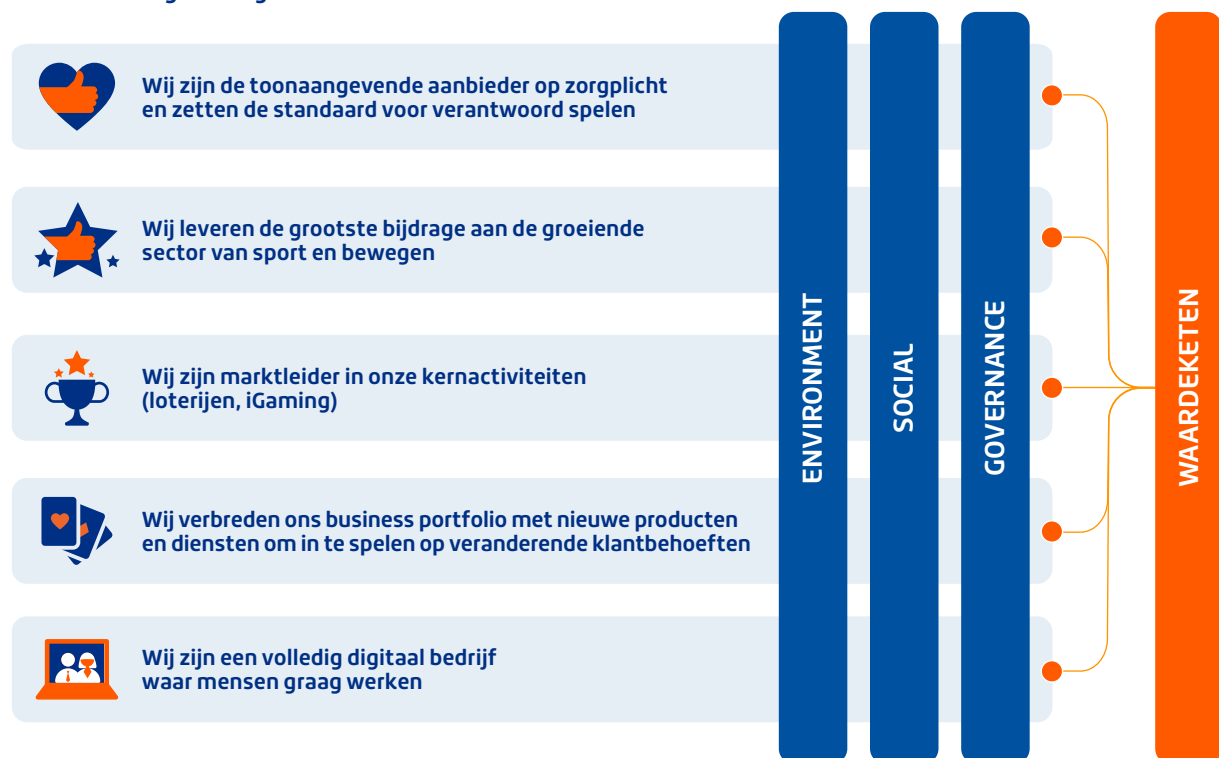 Wij zijn de toonaangevende aanbieder op zorgplicht
en zetten de standaard voor verantwoord spelen
Wij leveren de grootste bijdrage aan de groeiende
sector van sport en bewegen
Wij zijn marktleider in onze kernactiviteiten
(loterijen, iGaming)
Wij verbreden ons business portfolio met nieuwe producten
en diensten om in te spelen op veranderende klantbehoeften
Wij zijn een volledig digitaal bedrijf
waar mensen graag werken
ENVIRONMENT
SOCIAL
GOVERNANCE
WAARDEKETEN